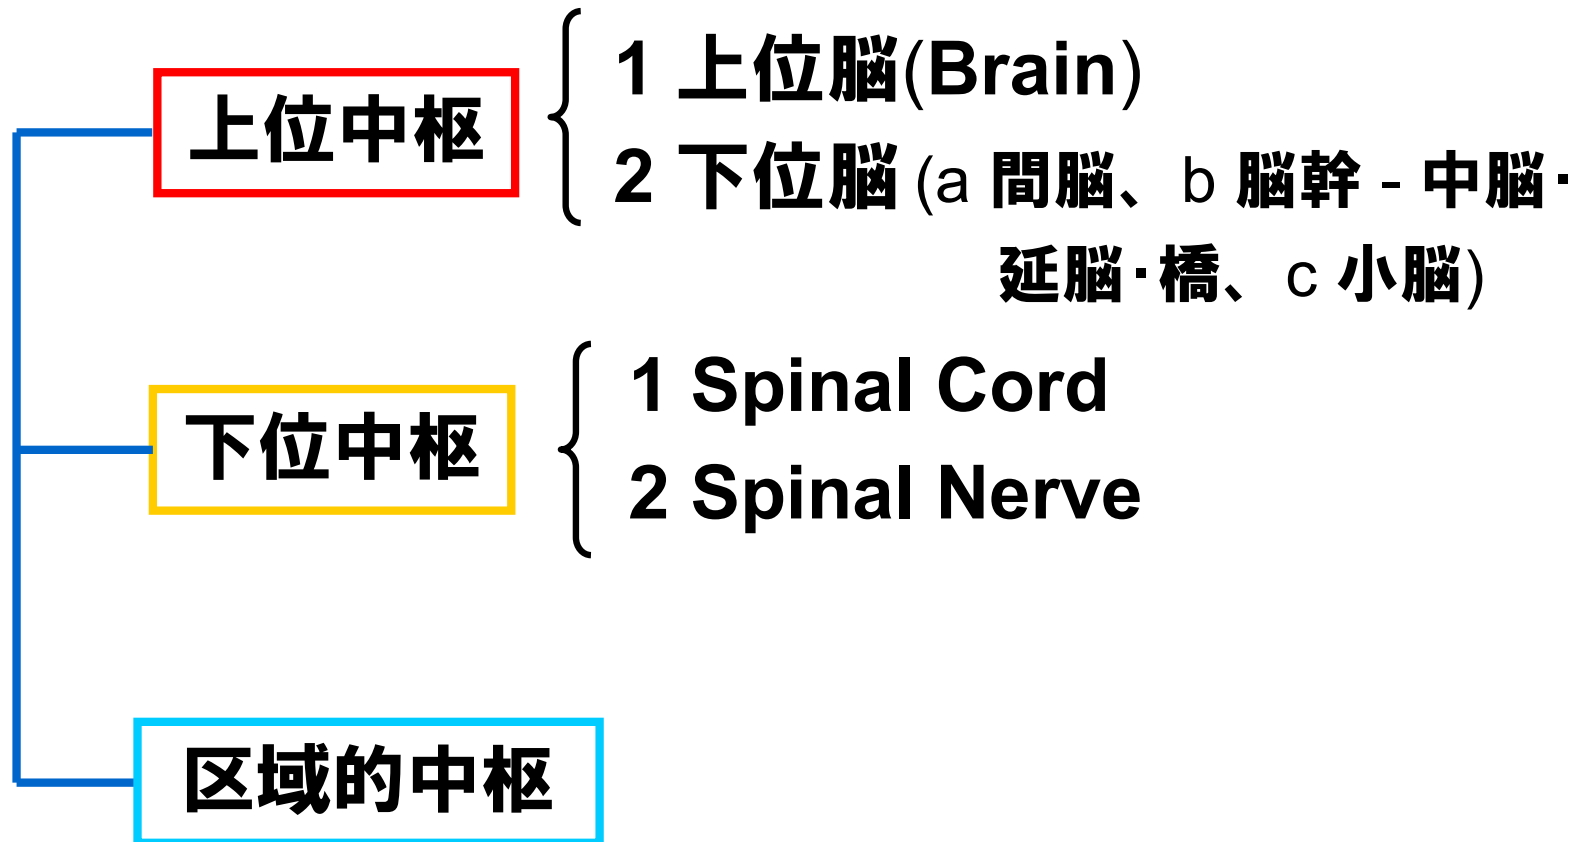 上位中枢
1 上位脳(Brain)
2 下位脳 (a 間脳、b 脳幹 - 中脳･
延脳･橋、c 小脳)
下位中枢
1 Spinal Cord
2 Spinal Nerve
区域的中枢